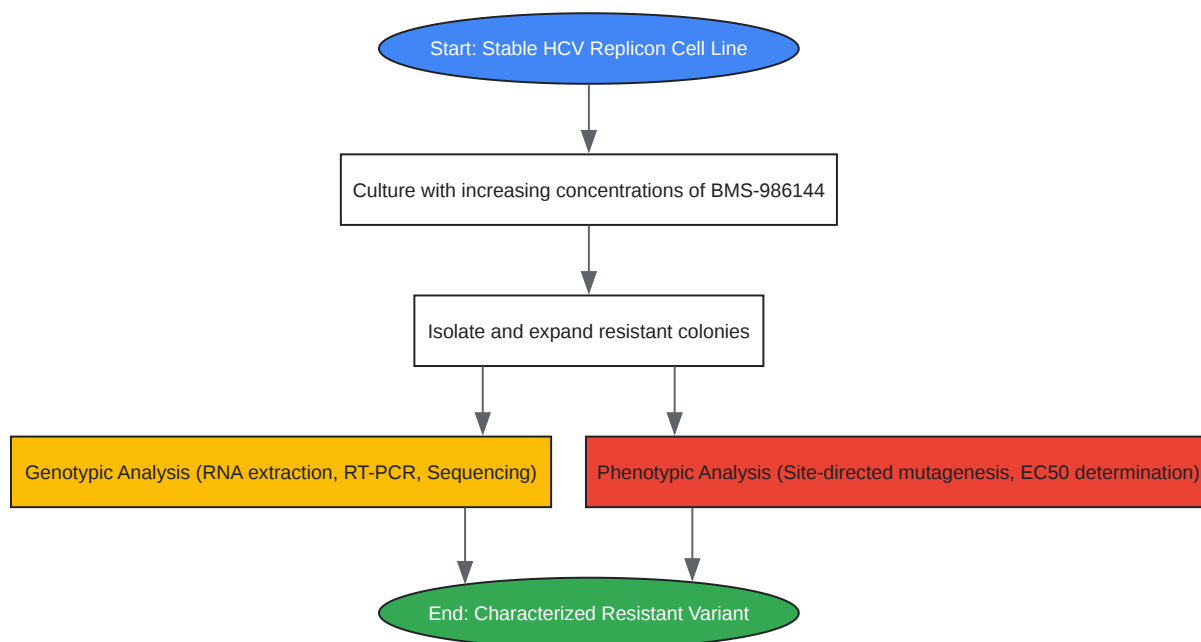 Start: Stable HCV Replicon Cell Line
Culture with increasing concentrations of BMS-986144
Isolate and expand resistant colonies
Genotypic Analysis (RNA extraction, RT-PCR, Sequencing)
Phenotypic Analysis (Site-directed mutagenesis, EC50 determination)
End: Characterized Resistant Variant